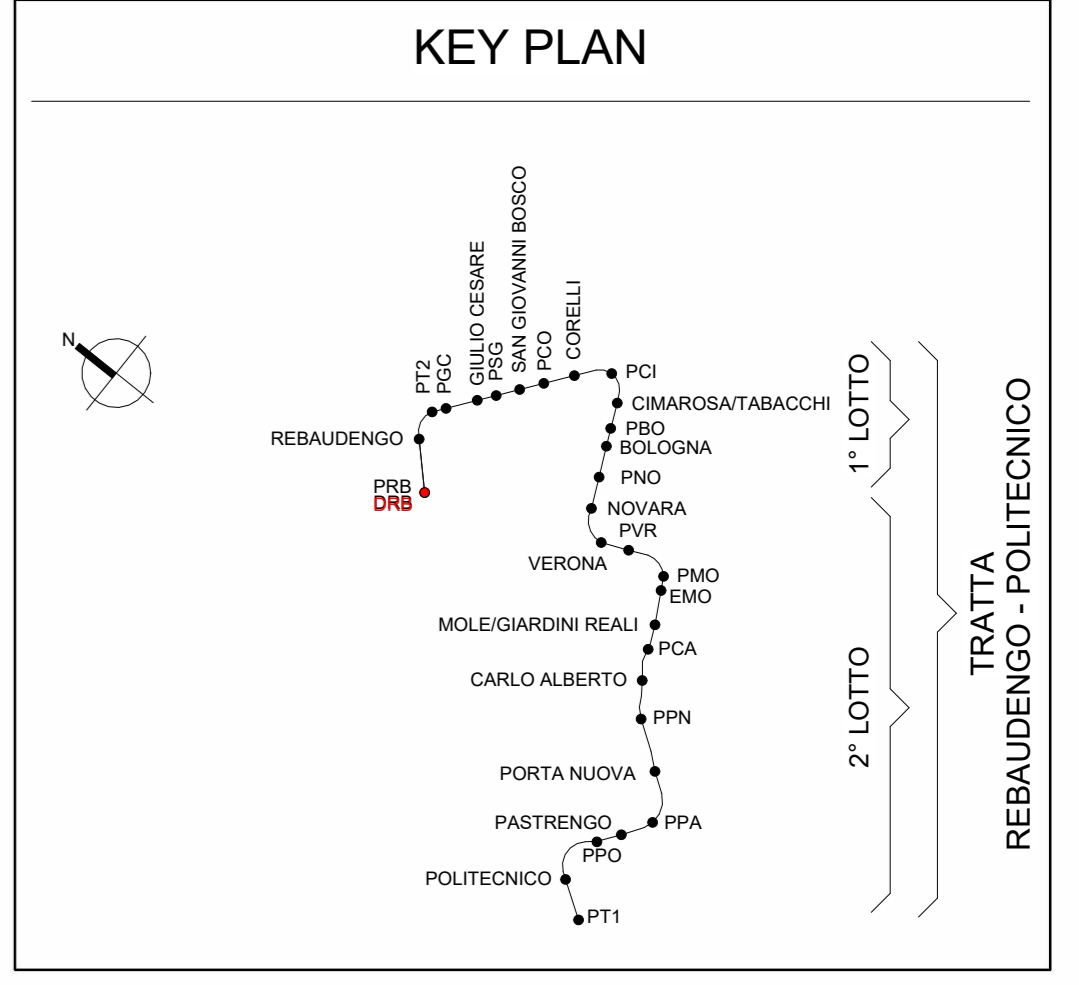 KEY PLAN
N
PT2
PGC
GIULIO CESARE
PSG
SAN GIOVANNI BOSCO
PCO
CORELLI
PCI
CIMAROSA/TABACCHI
REBAUDENGO
PBO
BOLOGNA
PNO
PRB
DRB
NOVARA
PVR
VERONA
PMO
EMO
MOLE/GIARDINI REALI
PCA
CARLO ALBERTO
PPN
PORTA NUOVA
PASTRENGO
PPA
PPO
POLITECNICO
PT1
1° LOTTO
2° LOTTO
TRATTA
REBAUDENGO - POLITECNICO